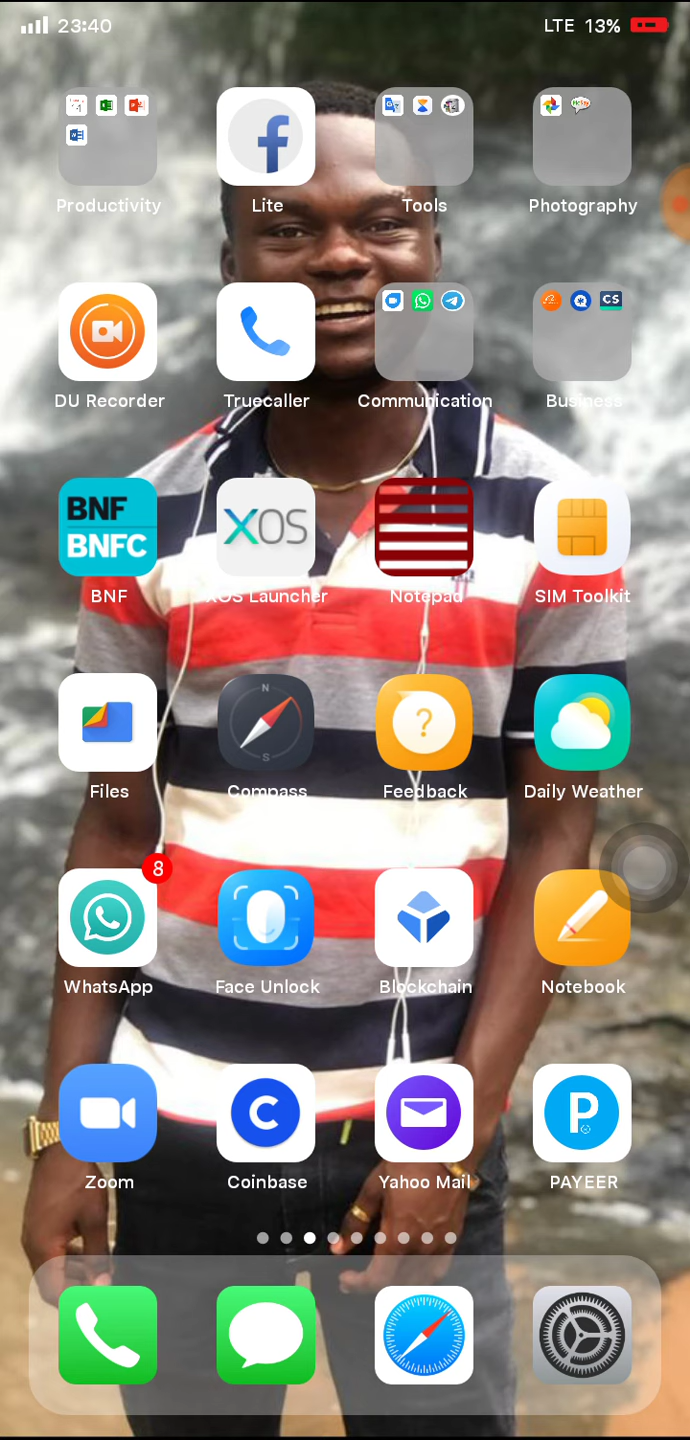 23:40 LTE 13%
Productivity Lite Tools Photography
CS
DU Recorder Truecaller Communication Business
BNF
BNFC XOS
BNF XOS Launcher Notepad SIM Toolkit
N
?
S
Files Compass Feedback Daily Weather
8
WhatsApp Face Unlock Blockchain Notebook
C P
Zoom Coinbase Yahoo Mail PAYEER